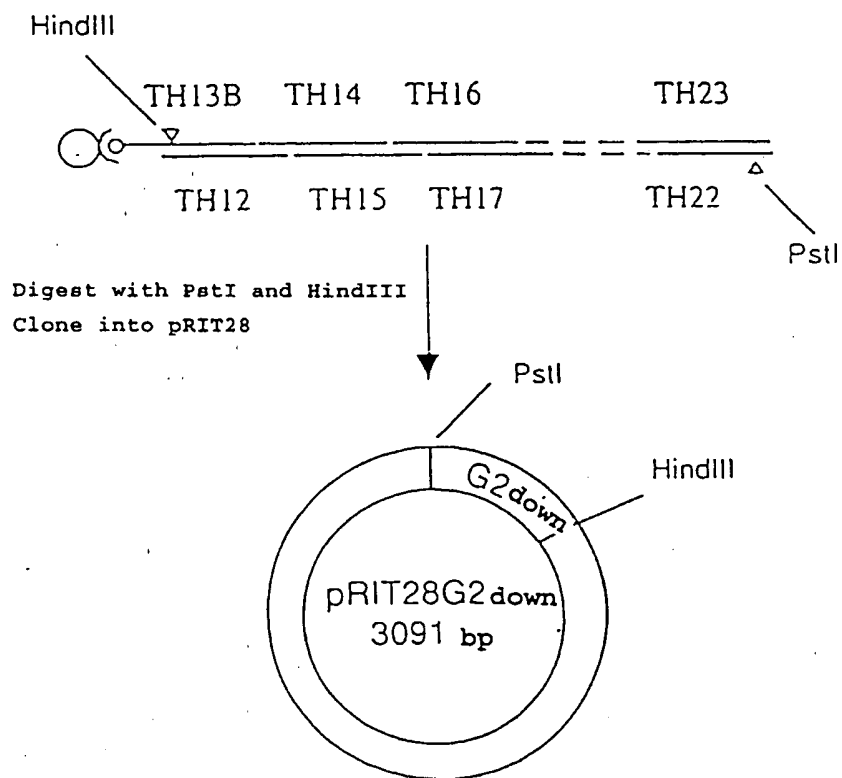 HindIII
TH13B TH14 TH16 TH23
TH12 TH15 TH17 TH22
PstI
Digest with PstI and HindIII
Clone into pRIT28
PstI
HindIII
G2down
pRIT28G2down
3091 bp